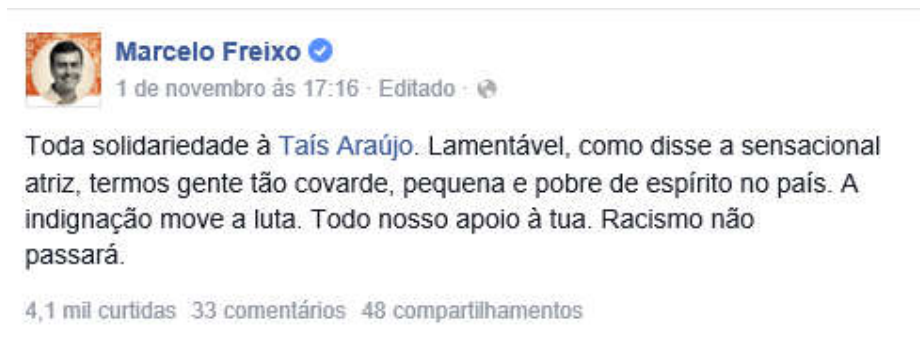 Marcelo Freixo
1 de novembro às 17:16 · Editado ·
Toda solidariedade à Taís Araújo. Lamentável, como disse a sensacional
atriz, termos gente tão covarde, pequena e pobre de espírito no país. A
indignação move a luta. Todo nosso apoio à tua. Racismo não
passará.
4,1 mil curtidas 33 comentários 48 compartilhamentos